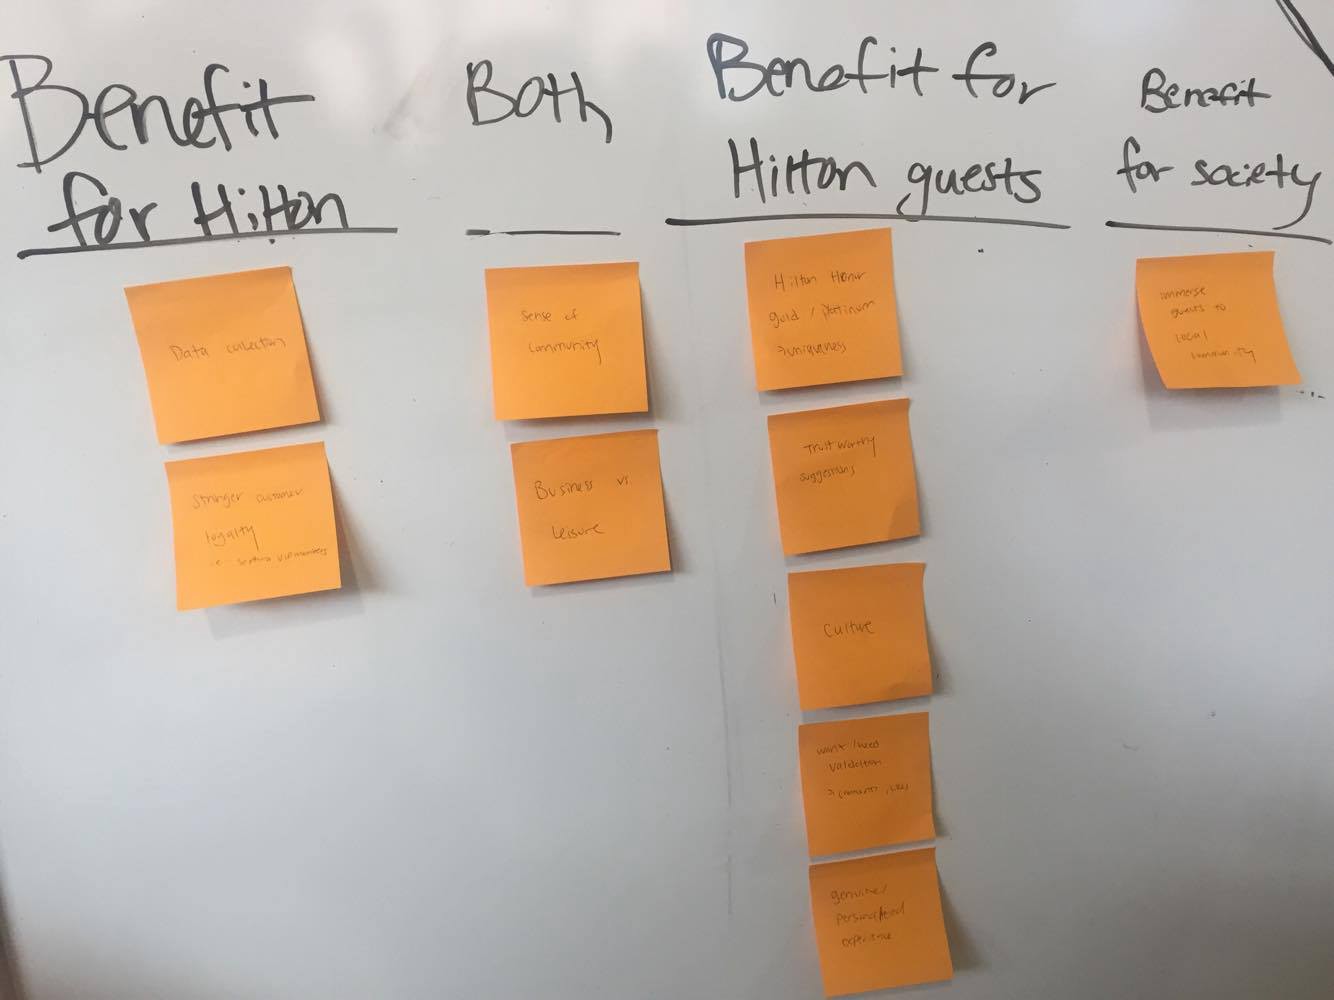 Benefit
for Hilton
Data collection
Stronger customer
loyalty
i.e.
Both
Sense of
community
Business vs.
leisure
Benefit for
Hilton guests
Hilton Honor
gold / platinum
>uniqueness
Trustworthy
suggestions
Culture
want / need
validation
> comments, likes
genuine/
personalized
experience
Benefit
for society
immerse
guests to
local
community